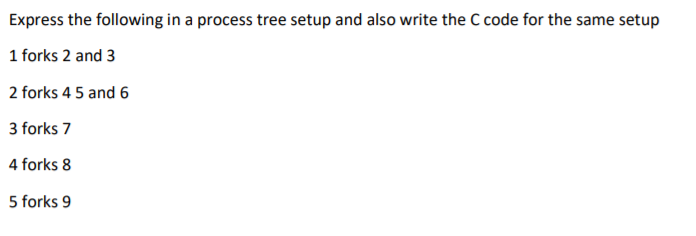 Express the following in a process tree setup and also write the C code for the same setup
1 forks 2 and 3
2 forks 4 5 and 6
3 forks 7
4 forks 8
5 forks 9